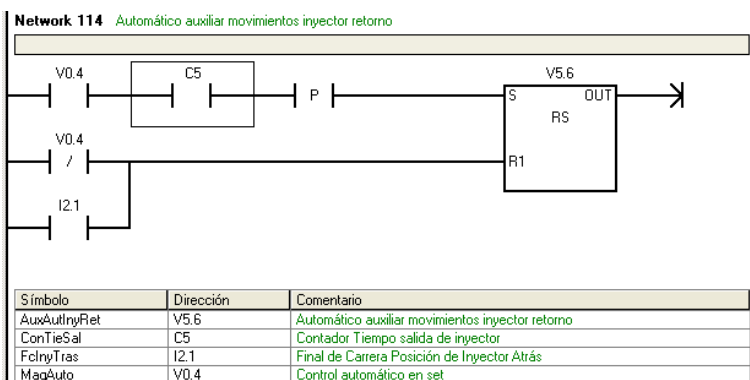 Network 114 Automático auxiliar movimientos inyector retorno
V0.4 C5 V5.6
P S OUT
RS
V0.4
/ R1
I2.1
Símbolo Dirección Comentario
AuxAutInyRet V5.6 Automático auxiliar movimientos inyector retorno
ConTieSal C5 Contador Tiempo salida de inyector
FcInyTras I2.1 Final de Carrera Posición de Inyector Atrás
MaqAuto V0.4 Control automático en set